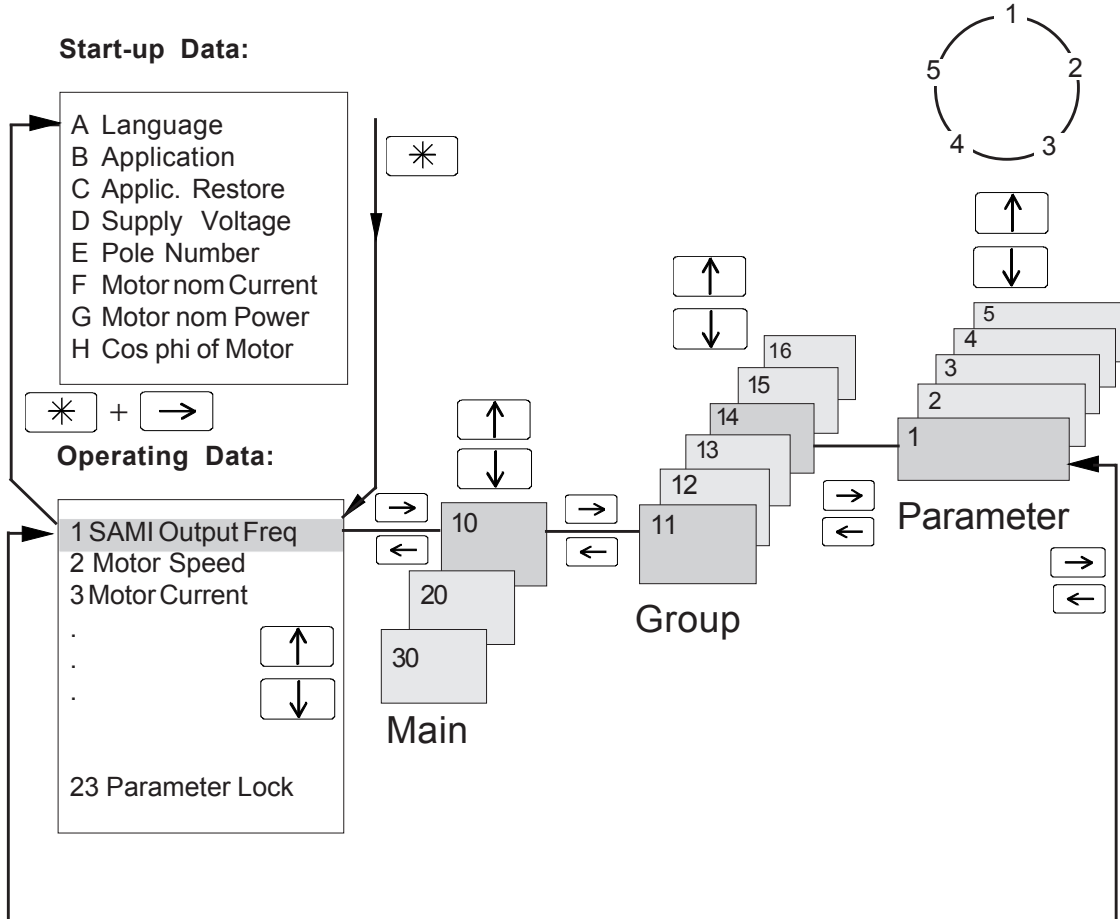 Start-up Data:
A Language
B Application
C Applic. Restore
D Supply Voltage
E Pole Number
F Motor nom Current
G Motor nom Power
H Cos phi of Motor
+
Operating Data:
1 SAMI Output Freq
2 Motor Speed
3 Motor Current
.
.
.
23 Parameter Lock
10
20
30
Main
16
15
14
13
12
11
Group
1
2
3
4
5
5
4
3
2
1
Parameter